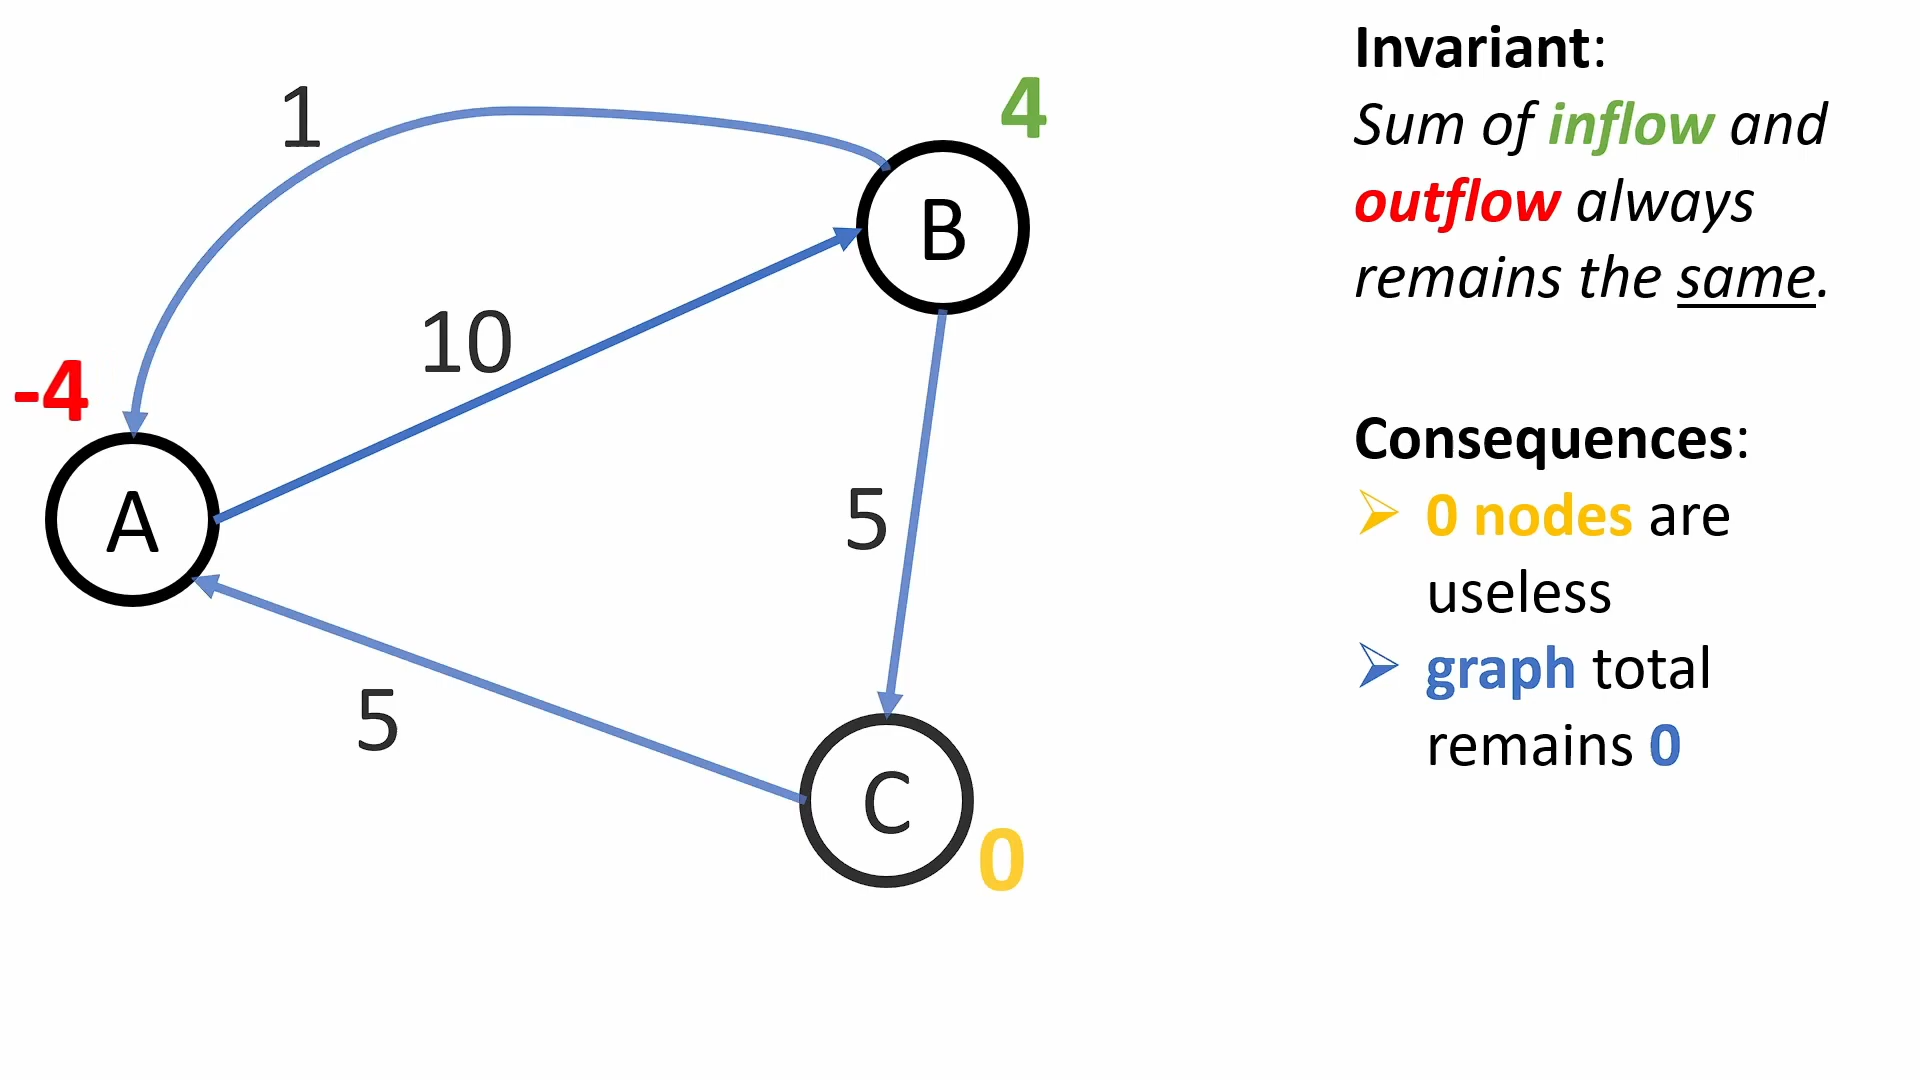 1
4
B
10
-4
A
5
5
C
0
Invariant:
Sum of inflow and
outflow always
remains the same.
Consequences:
0 nodes are
useless
graph total
remains 0